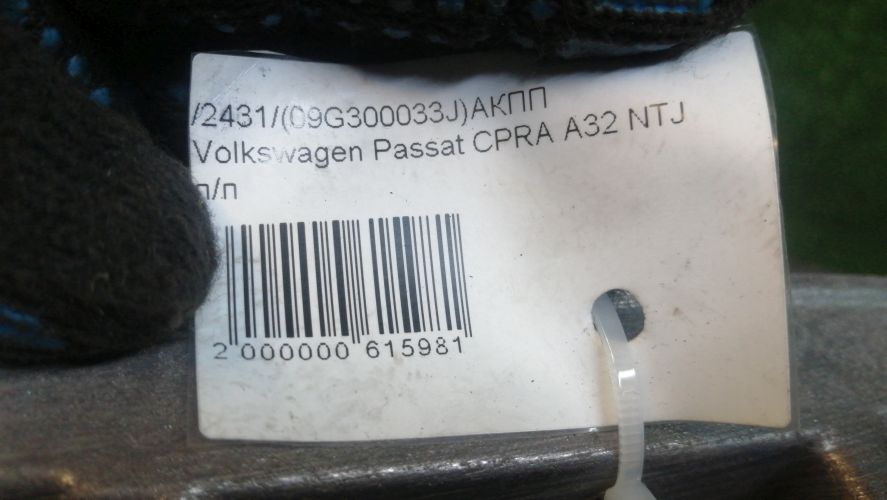 /2431/(09G300033J)АКПП
Volkswagen Passat CPRA A32 NTJ
п/п
2 000000 615981